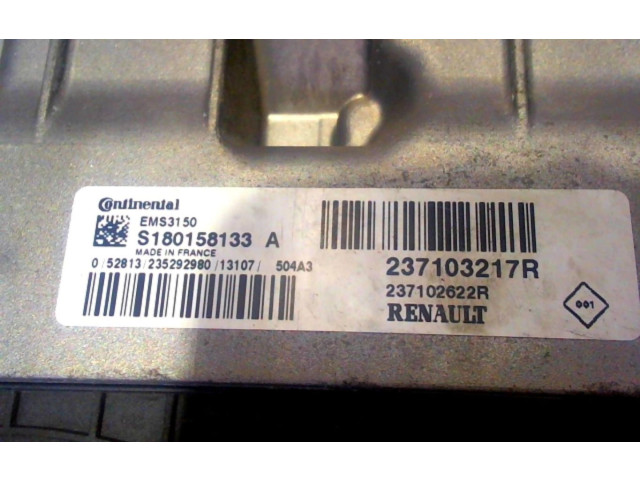 Continental
EMS3150
S180158133 A
MADE IN FRANCE
0/52813/235292980/13107/ 504A3
237103217R
237102622R
RENAULT
001